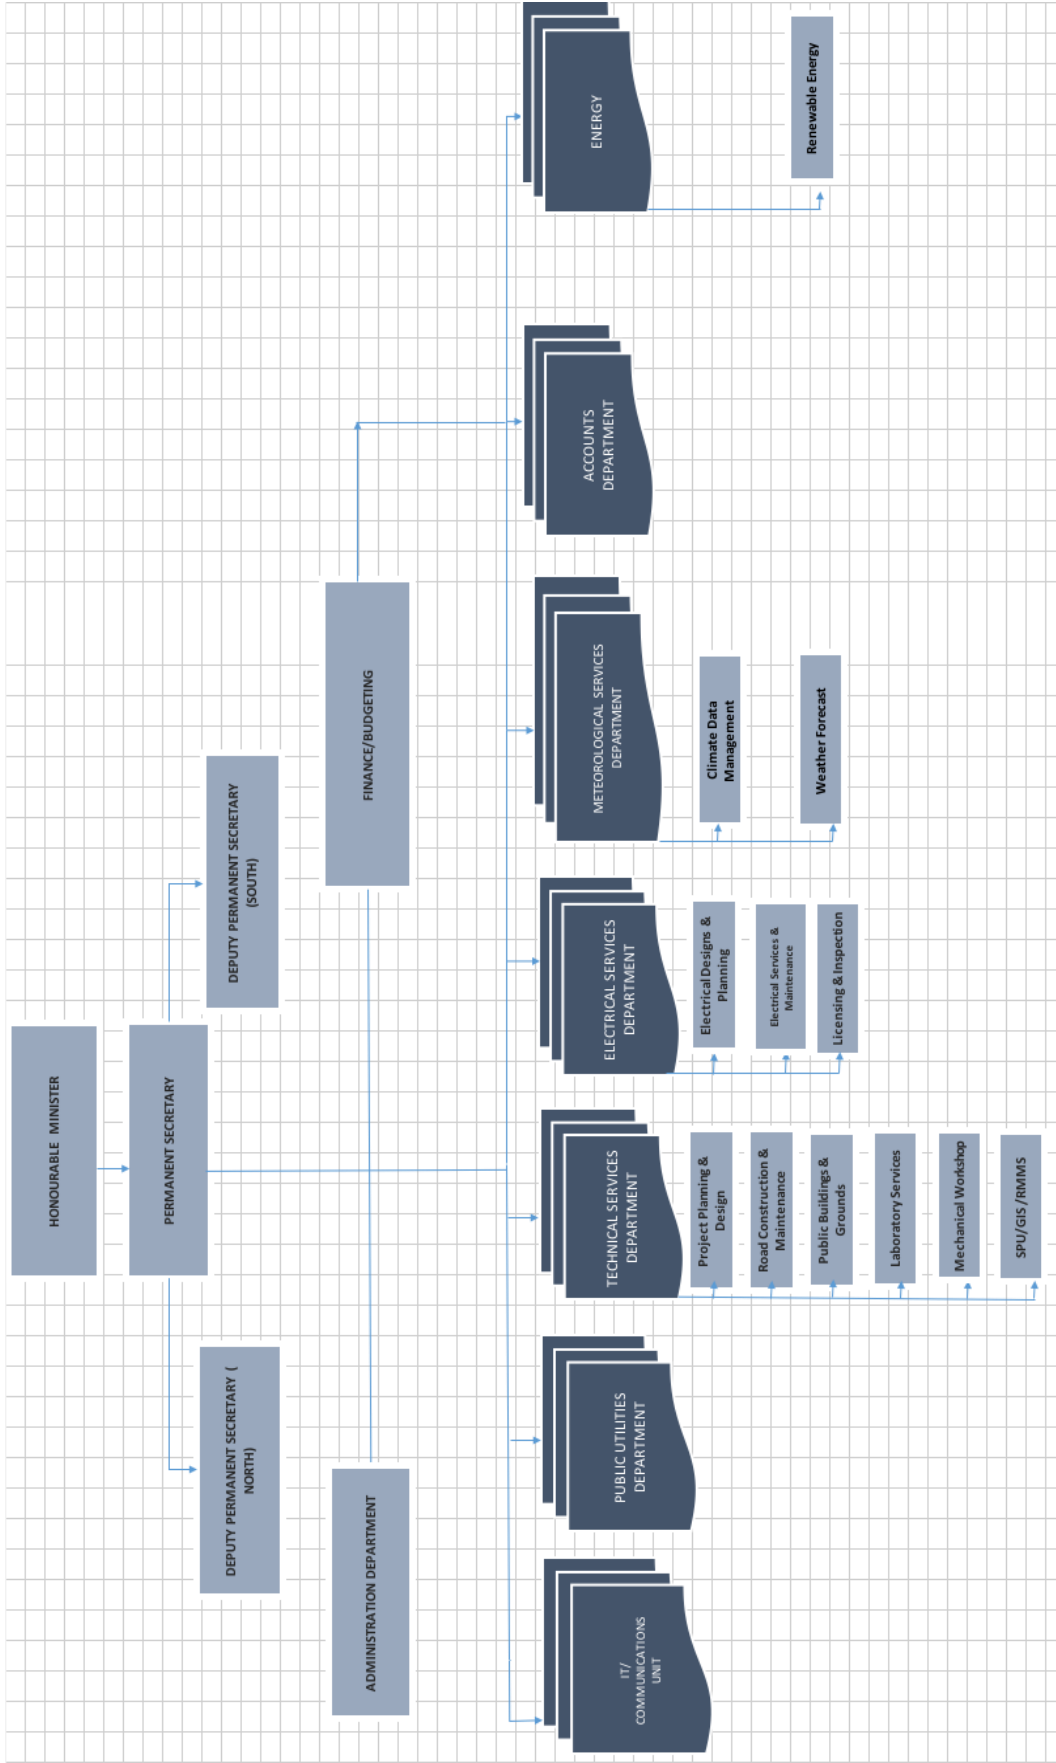 HONOURABLE MINISTER
PERMANENT SECRETARY
DEPUTY PERMANENT SECRETARY (
NORTH)
DEPUTY PERMANENT SECRETARY
(SOUTH)
ADMINISTRATION DEPARTMENT
FINANCE/BUDGETING
IT/
COMMUNICATIONS
UNIT
PUBLIC UTILITIES
DEPARTMENT
TECHNICAL SERVICES
DEPARTMENT
ELECTRICAL SERVICES
DEPARTMENT
METEOROLOGICAL SERVICES
DEPARTMENT
ACCOUNTS
DEPARTMENT
ENERGY
Project Planning &
Design
Road Construction &
Maintenance
Public Buildings &
Grounds
Laboratory Services
Mechanical Workshop
SPU/GIS /RMMS
Electrical Designs &
Planning
Electrical Services &
Maintenance
Licensing & Inspection
Climate Data
Management
Weather Forecast
Renewable Energy